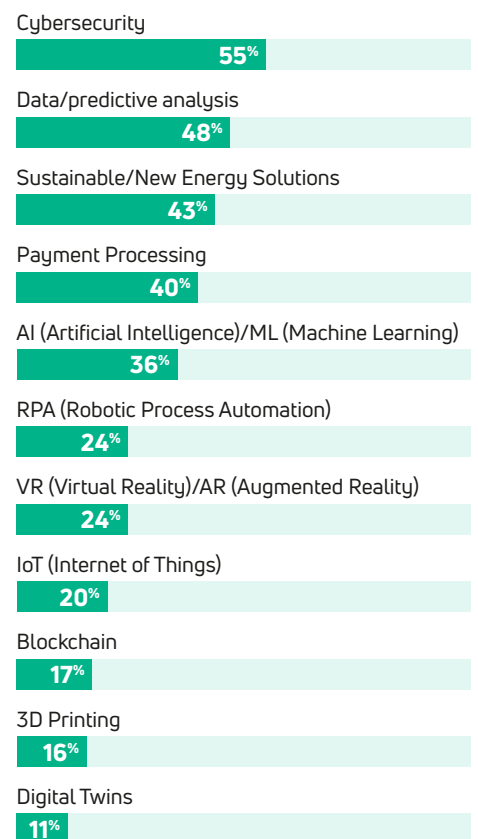 Cybersecurity
55%
Data/predictive analysis
48%
Sustainable/New Energy Solutions
43%
Payment Processing
40%
AI (Artificial Intelligence)/ML (Machine Learning)
36%
RPA (Robotic Process Automation)
24%
VR (Virtual Reality)/AR (Augmented Reality)
24%
IoT (Internet of Things)
20%
Blockchain
17%
3D Printing
16%
Digital Twins
11%